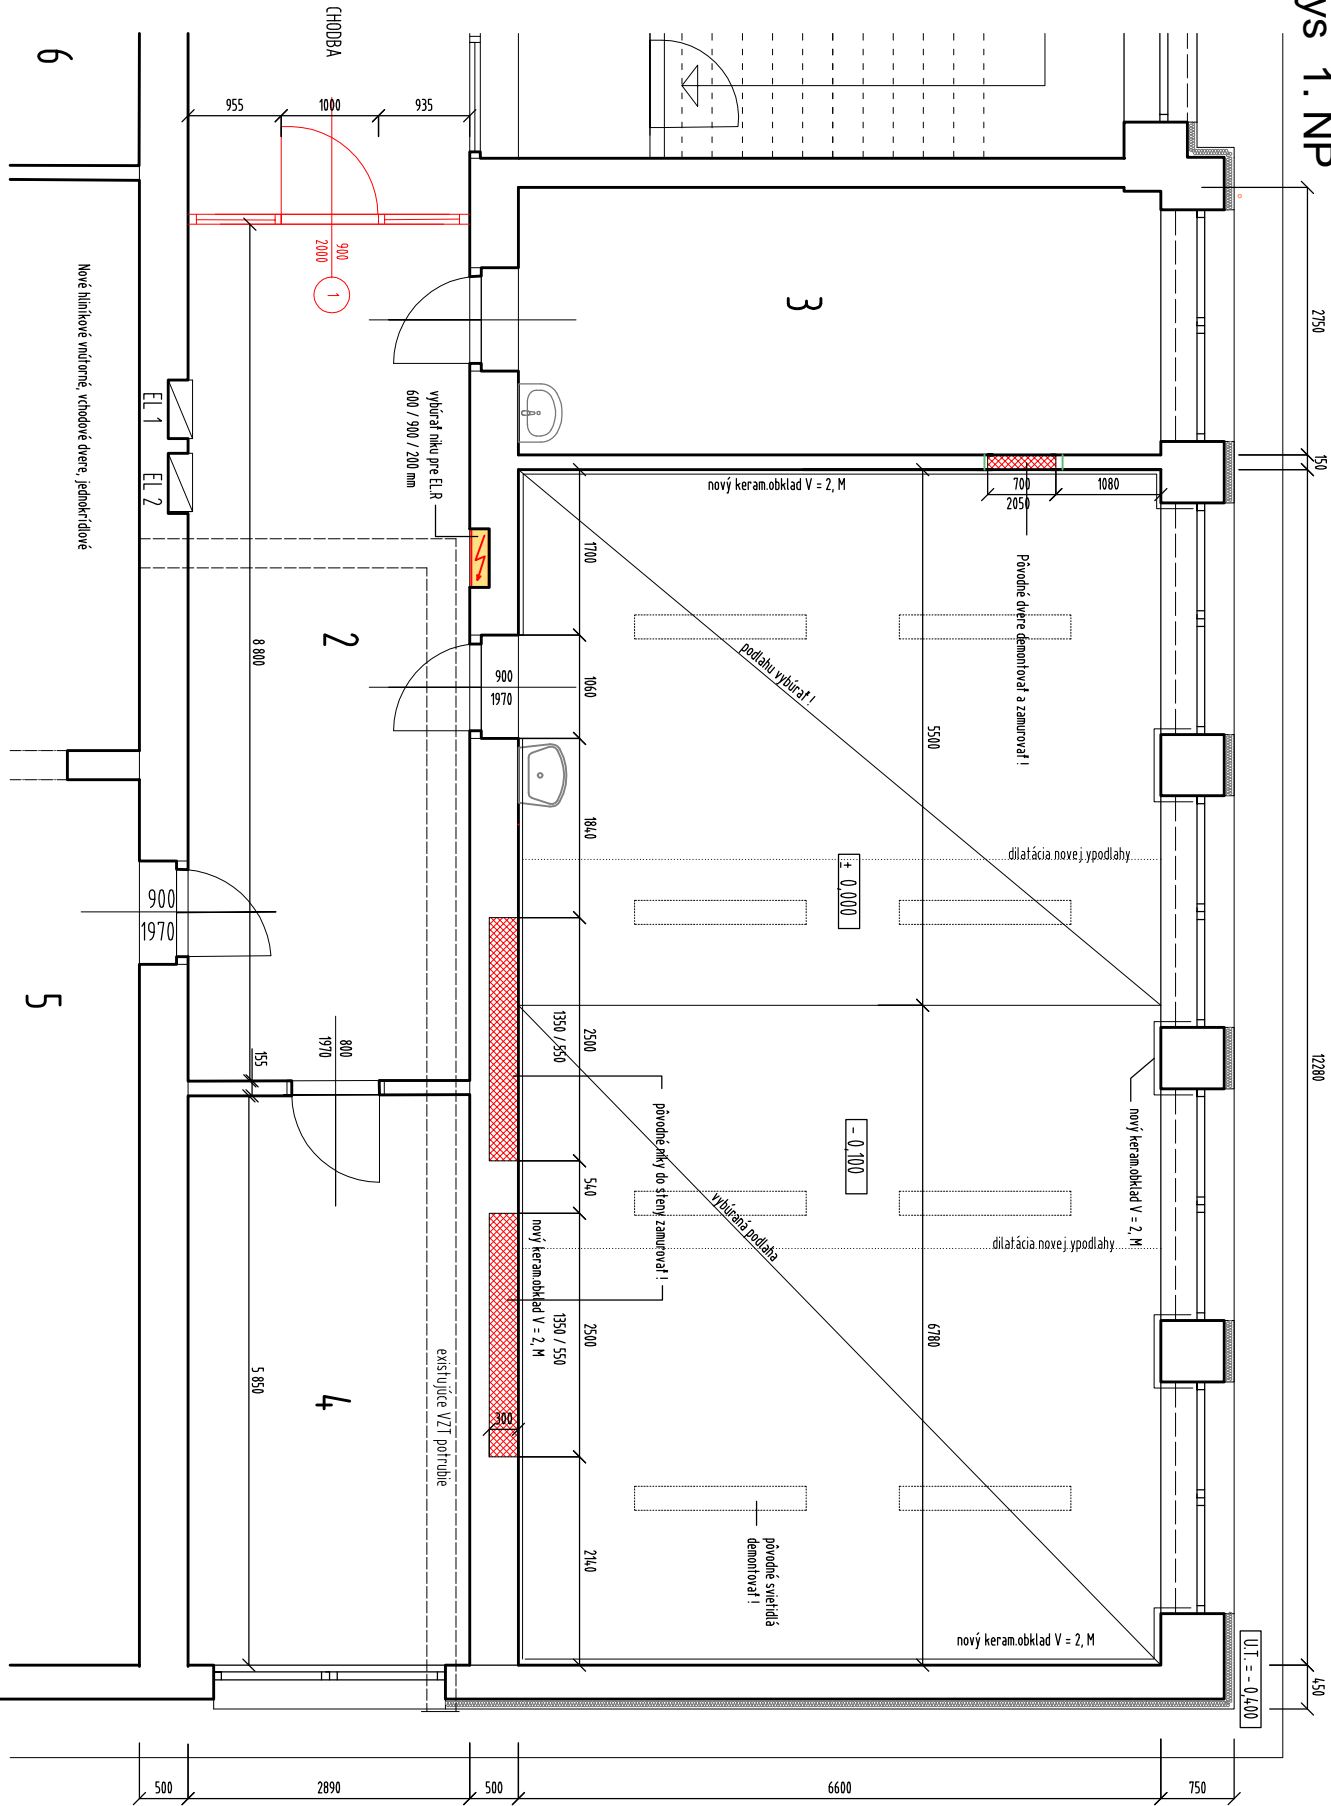 ys 1. NP
CHODBA
6
955
1000
935
900
2000
1
3
2750
150
12280
450
Nové hliníkové vnútorné, vchodové dvere, jednokrídlové
EL 1
EL 2
vybúrať niku pre EL.R
600 / 900 / 200 mm
nový keram.obklad V = 2, M
700
2050
1080
Pôvodné dvere demontovať a zamurovať !
1700
1060
1840
2500
1350 / 550
540
2500
1350 / 550
2140
300
2
8 800
900
1970
podlahu vybúrať !
5500
dilatácia novej ypodlahy
± 0,000
900
1970
5
155
800
1970
pôvodné niky do steny zamurovať !
- 0,100
nový keram.obklad V = 2, M
vybúraná podlaha
dilatácia novej ypodlahy
nový keram.obklad V = 2, M
6780
5 850
4
existujúce VZT potrubie
pôvodné svietidlá
demontovať !
nový keram.obklad V = 2, M
U.T. = - 0,400
500
2890
500
6600
750